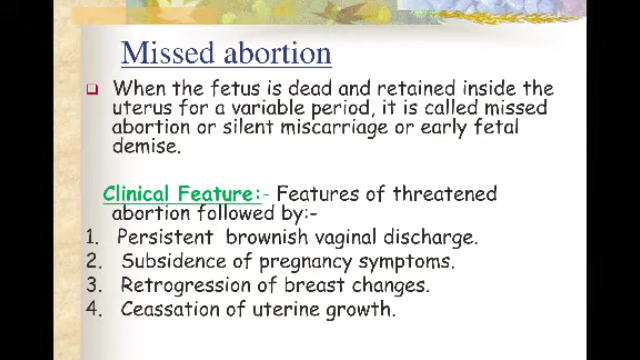 Missed abortion
When the fetus is dead and retained inside the
uterus for a variable period, it is called missed
abortion or silent miscarriage or early fetal
demise.
Clinical Feature:- Features of threatened
abortion followed by:-
1. Persistent brownish vaginal discharge.
2. Subsidence of pregnancy symptoms.
3. Retrogression of breast changes.
4. Ceassation of uterine growth.